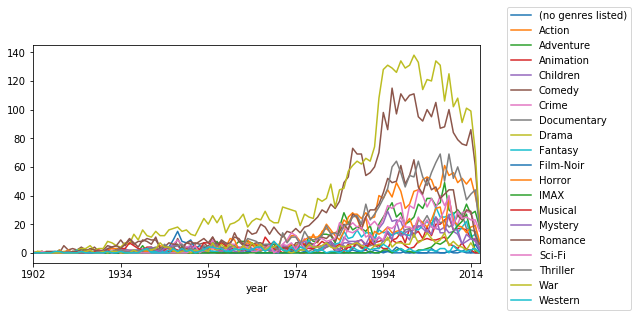 140
120
100
80
60
40
20
0
1902 1934 1954 1974 1994 2014
year
(no genres listed)
Action
Adventure
Animation
Children
Comedy
Crime
Documentary
Drama
Fantasy
Film-Noir
Horror
IMAX
Musical
Mystery
Romance
Sci-Fi
Thriller
War
Western